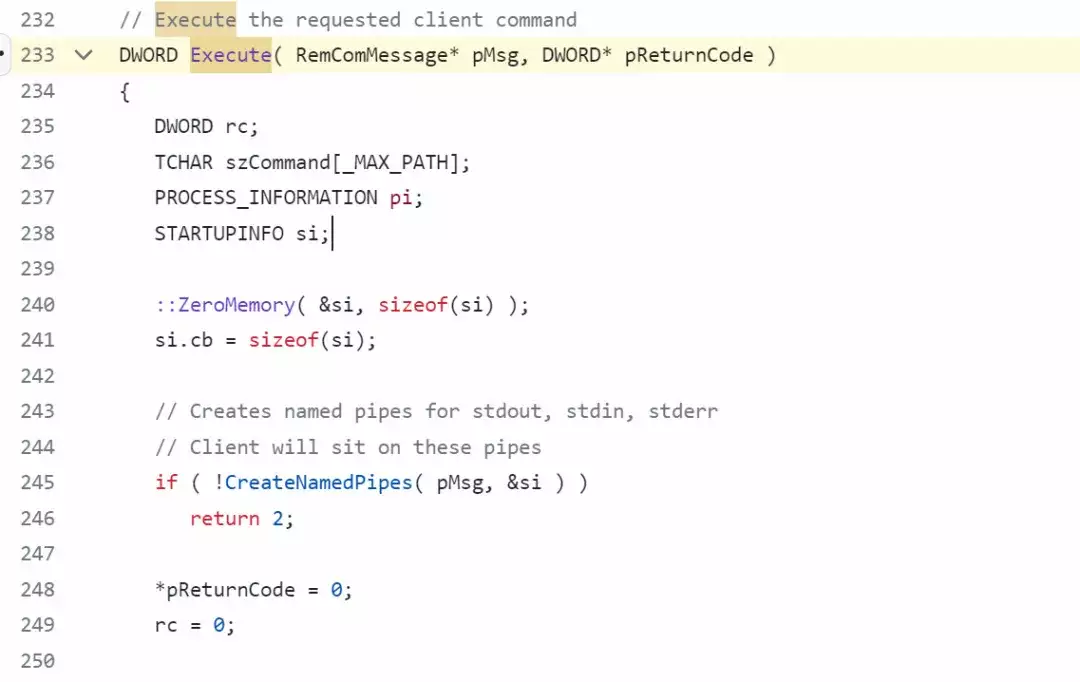 232 // Execute the requested client command
233 DWORD Execute( RemComMessage* pMsg, DWORD* pReturnCode )
234 {
235 DWORD rc;
236 TCHAR szCommand[_MAX_PATH];
237 PROCESS_INFORMATION pi;
238 STARTUPINFO si;
239
240 ::ZeroMemory( &si, sizeof(si) );
241 si.cb = sizeof(si);
242
243 // Creates named pipes for stdout, stdin, stderr
244 // Client will sit on these pipes
245 if ( !CreateNamedPipes( pMsg, &si ) )
246 return 2;
247
248 *pReturnCode = 0;
249 rc = 0;
250